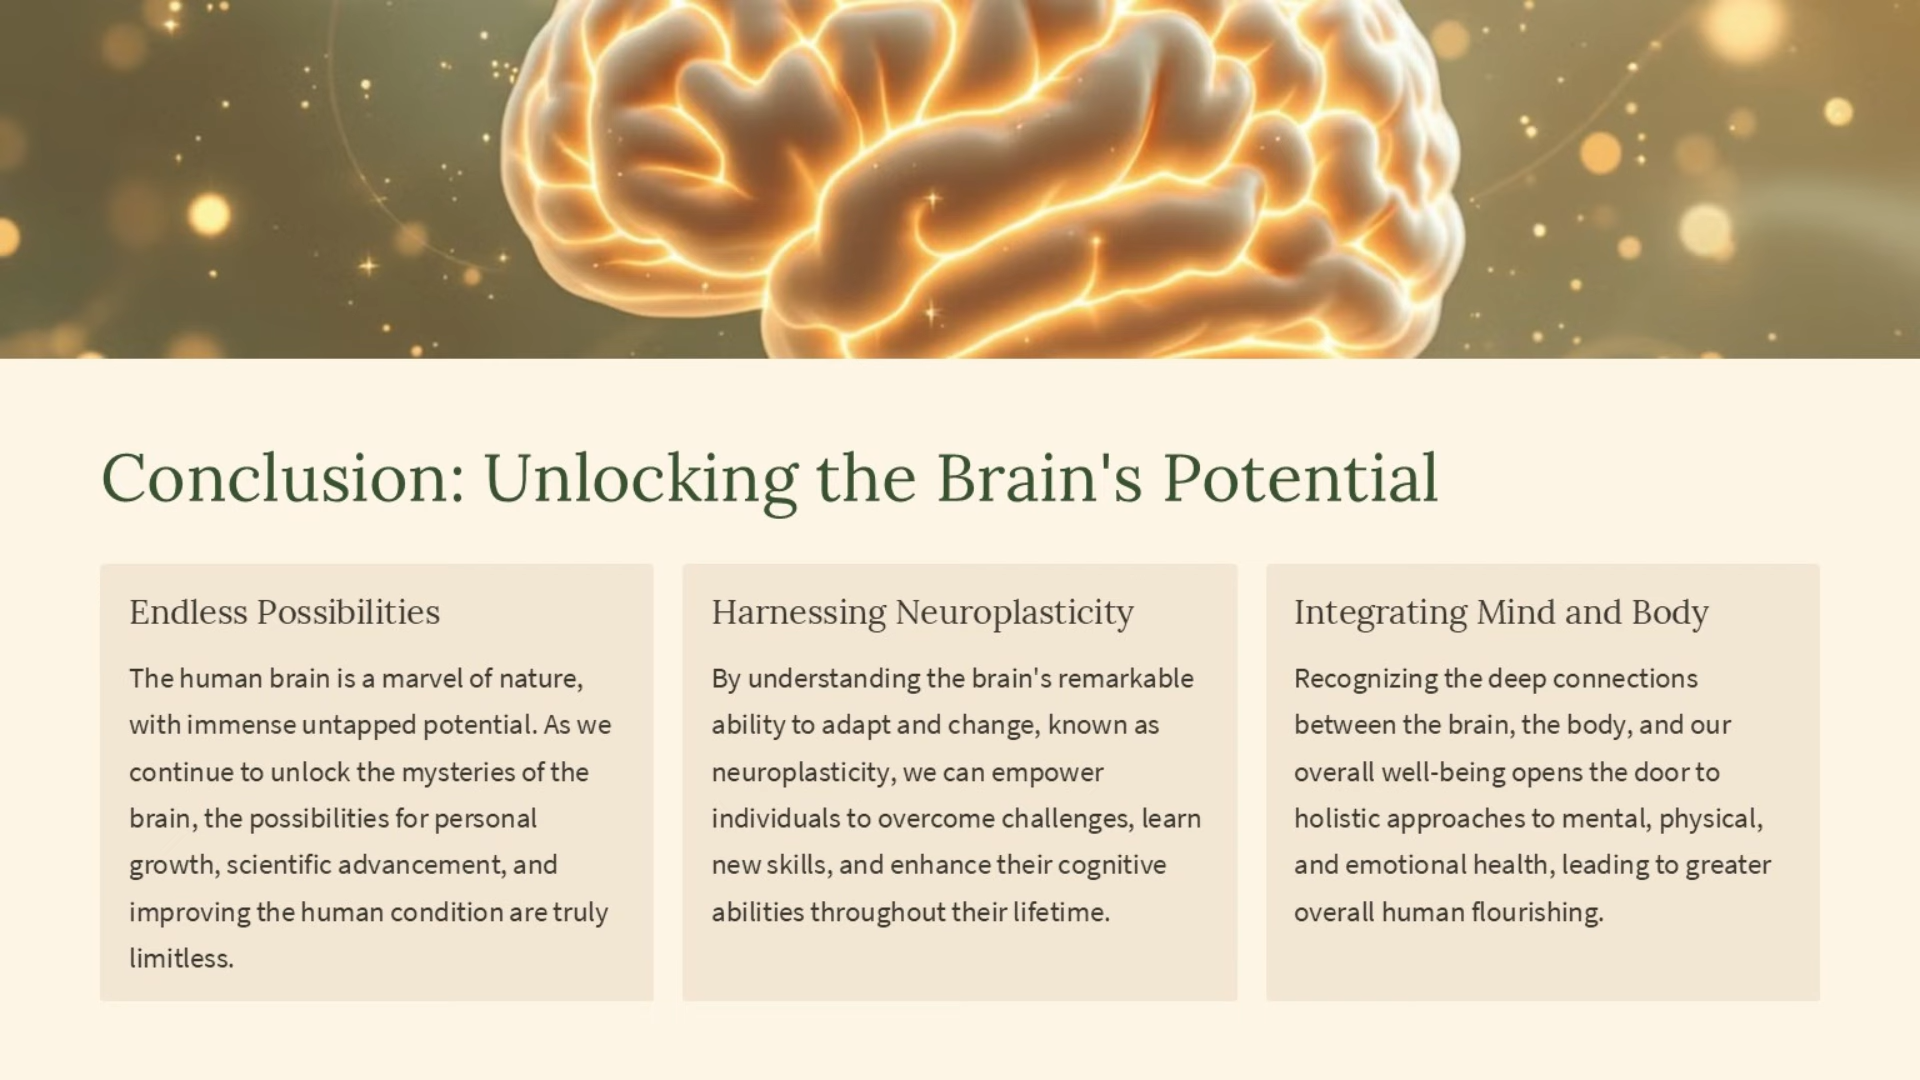 Conclusion: Unlocking the Brain's Potential
Endless Possibilities
The human brain is a marvel of nature,
with immense untapped potential. As we
continue to unlock the mysteries of the
brain, the possibilities for personal
growth, scientific advancement, and
improving the human condition are truly
limitless.
Harnessing Neuroplasticity
By understanding the brain's remarkable
ability to adapt and change, known as
neuroplasticity, we can empower
individuals to overcome challenges, learn
new skills, and enhance their cognitive
abilities throughout their lifetime.
Integrating Mind and Body
Recognizing the deep connections
between the brain, the body, and our
overall well-being opens the door to
holistic approaches to mental, physical,
and emotional health, leading to greater
overall human flourishing.